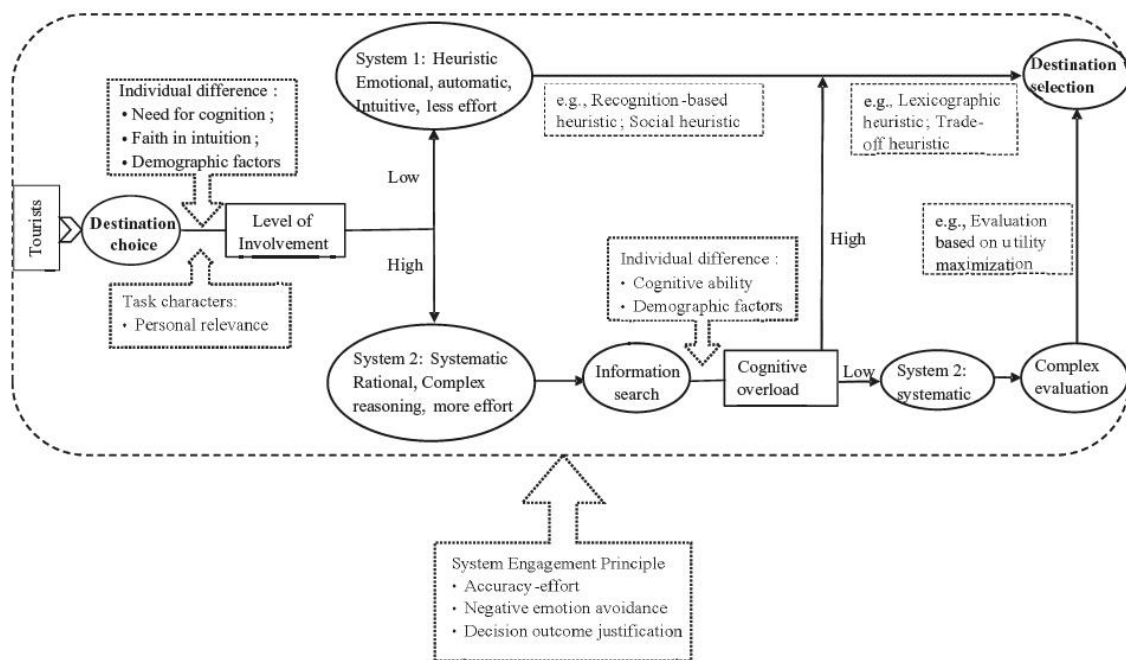 Individual difference :
• Need for cognition ;
• Faith in intuition ;
• Demographic factors
Tourists
Destination
choice
Level of
Involvement
Task characters:
• Personal relevance
Low
High
System 1: Heuristic
Emotional, automatic,
Intuitive, less effort
e.g., Recognition-based
heuristic ; Social heuristic
e.g., Lexicographic
heuristic; Trade-
off heuristic
Destination
selection
System 2: Systematic
Rational, Complex
reasoning, more effort
Information
search
Individual difference :
• Cognitive ability
• Demographic factors
Cognitive
overload
High
Low
System 2:
systematic
Complex
evaluation
e.g., Evaluation
based on utility
maximization
System Engagement Principle
• Accuracy-effort
• Negative emotion avoidance
• Decision outcome justification